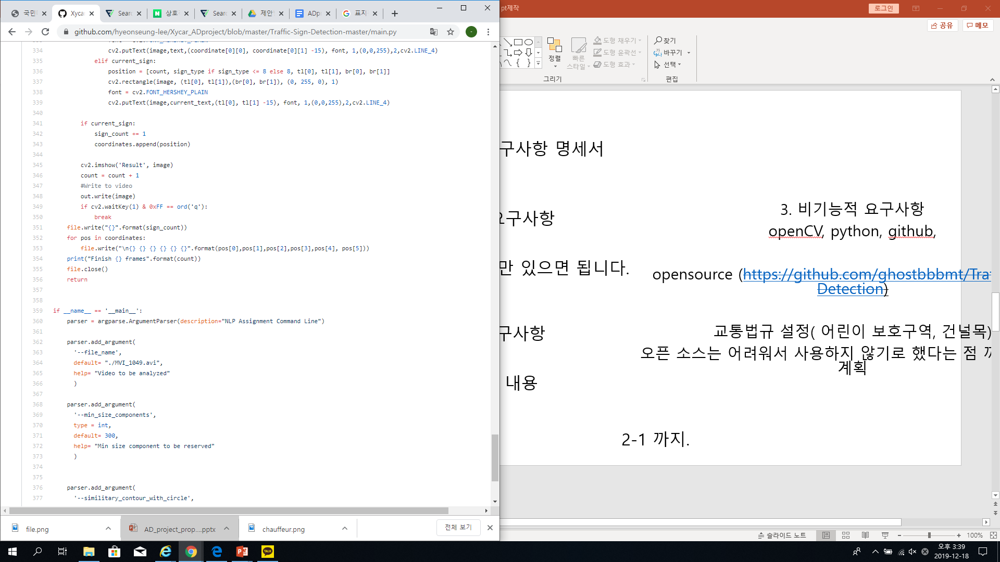 국민
Xyca
Searc
상호
Searc
제안
ADp
표지
github.com/hyeonseung-lee/Xycar_ADproject/blob/master/Traffic-Sign-Detection-master/main.py
334 cv2.putText(image,text,(coordinate[0][0], coordinate[0][1] -15), font, 1,(0,0,255),2,cv2.LINE_4)
335 elif current_sign:
336 position = [count, sign_type if sign_type <= 8 else 8, tl[0], tl[1], br[0], br[1]]
337 cv2.rectangle(image, (tl[0], tl[1]),(br[0], br[1]), (0, 255, 0), 1)
338 font = cv2.FONT_HERSHEY_PLAIN
339 cv2.putText(image,current_text,(tl[0], tl[1] -15), font, 1,(0,0,255),2,cv2.LINE_4)
340
341 if current_sign:
342 sign_count += 1
343 coordinates.append(position)
344
345 cv2.imshow('Result', image)
346 count = count + 1
347 #Write to video
348 out.write(image)
349 if cv2.waitKey(1) & 0xFF == ord('q'):
350 break
351 file.write("{}".format(sign_count))
352 for pos in coordinates:
353 file.write("\n{} {} {} {} {} {}".format(pos[0],pos[1],pos[2],pos[3],pos[4], pos[5]))
354 print("Finish {} frames".format(count))
355 file.close()
356 return
357
358
359 if __name__ == '__main__':
360 parser = argparse.ArgumentParser(description="NLP Assignment Command Line")
361
362 parser.add_argument(
363 '--file_name',
364 default= "./MVI_1049.avi",
365 help= "Video to be analyzed"
366 )
367
368 parser.add_argument(
369 '--min_size_components',
370 type = int,
371 default= 300,
372 help= "Min size component to be reserved"
373 )
374
375
376 parser.add_argument(
377 '--similitary_contour_with_circle',
file.png
AD_project_prop....pptx
chauffeur.png
전체 보기
pt제작
로그인
공유
메모
정렬
빠른
스타일
도형 채우기
도형 윤곽선
도형 효과
찾기
바꾸기
선택
그리기
편집
구사항 명세서
요구사항
만 있으면 됩니다.
구사항
내용
3. 비기능적 요구사항
openCV, python, github,
opensource (https://github.com/ghostbbbmt/Tra
Detection)
교통법규 설정( 어린이 보호구역, 건널목)
오픈 소스는 어려워서 사용하지 않기로 했다는 점
계획
2-1 까지.
슬라이드 노트
100%
오후 3:39
2019-12-18
TALK